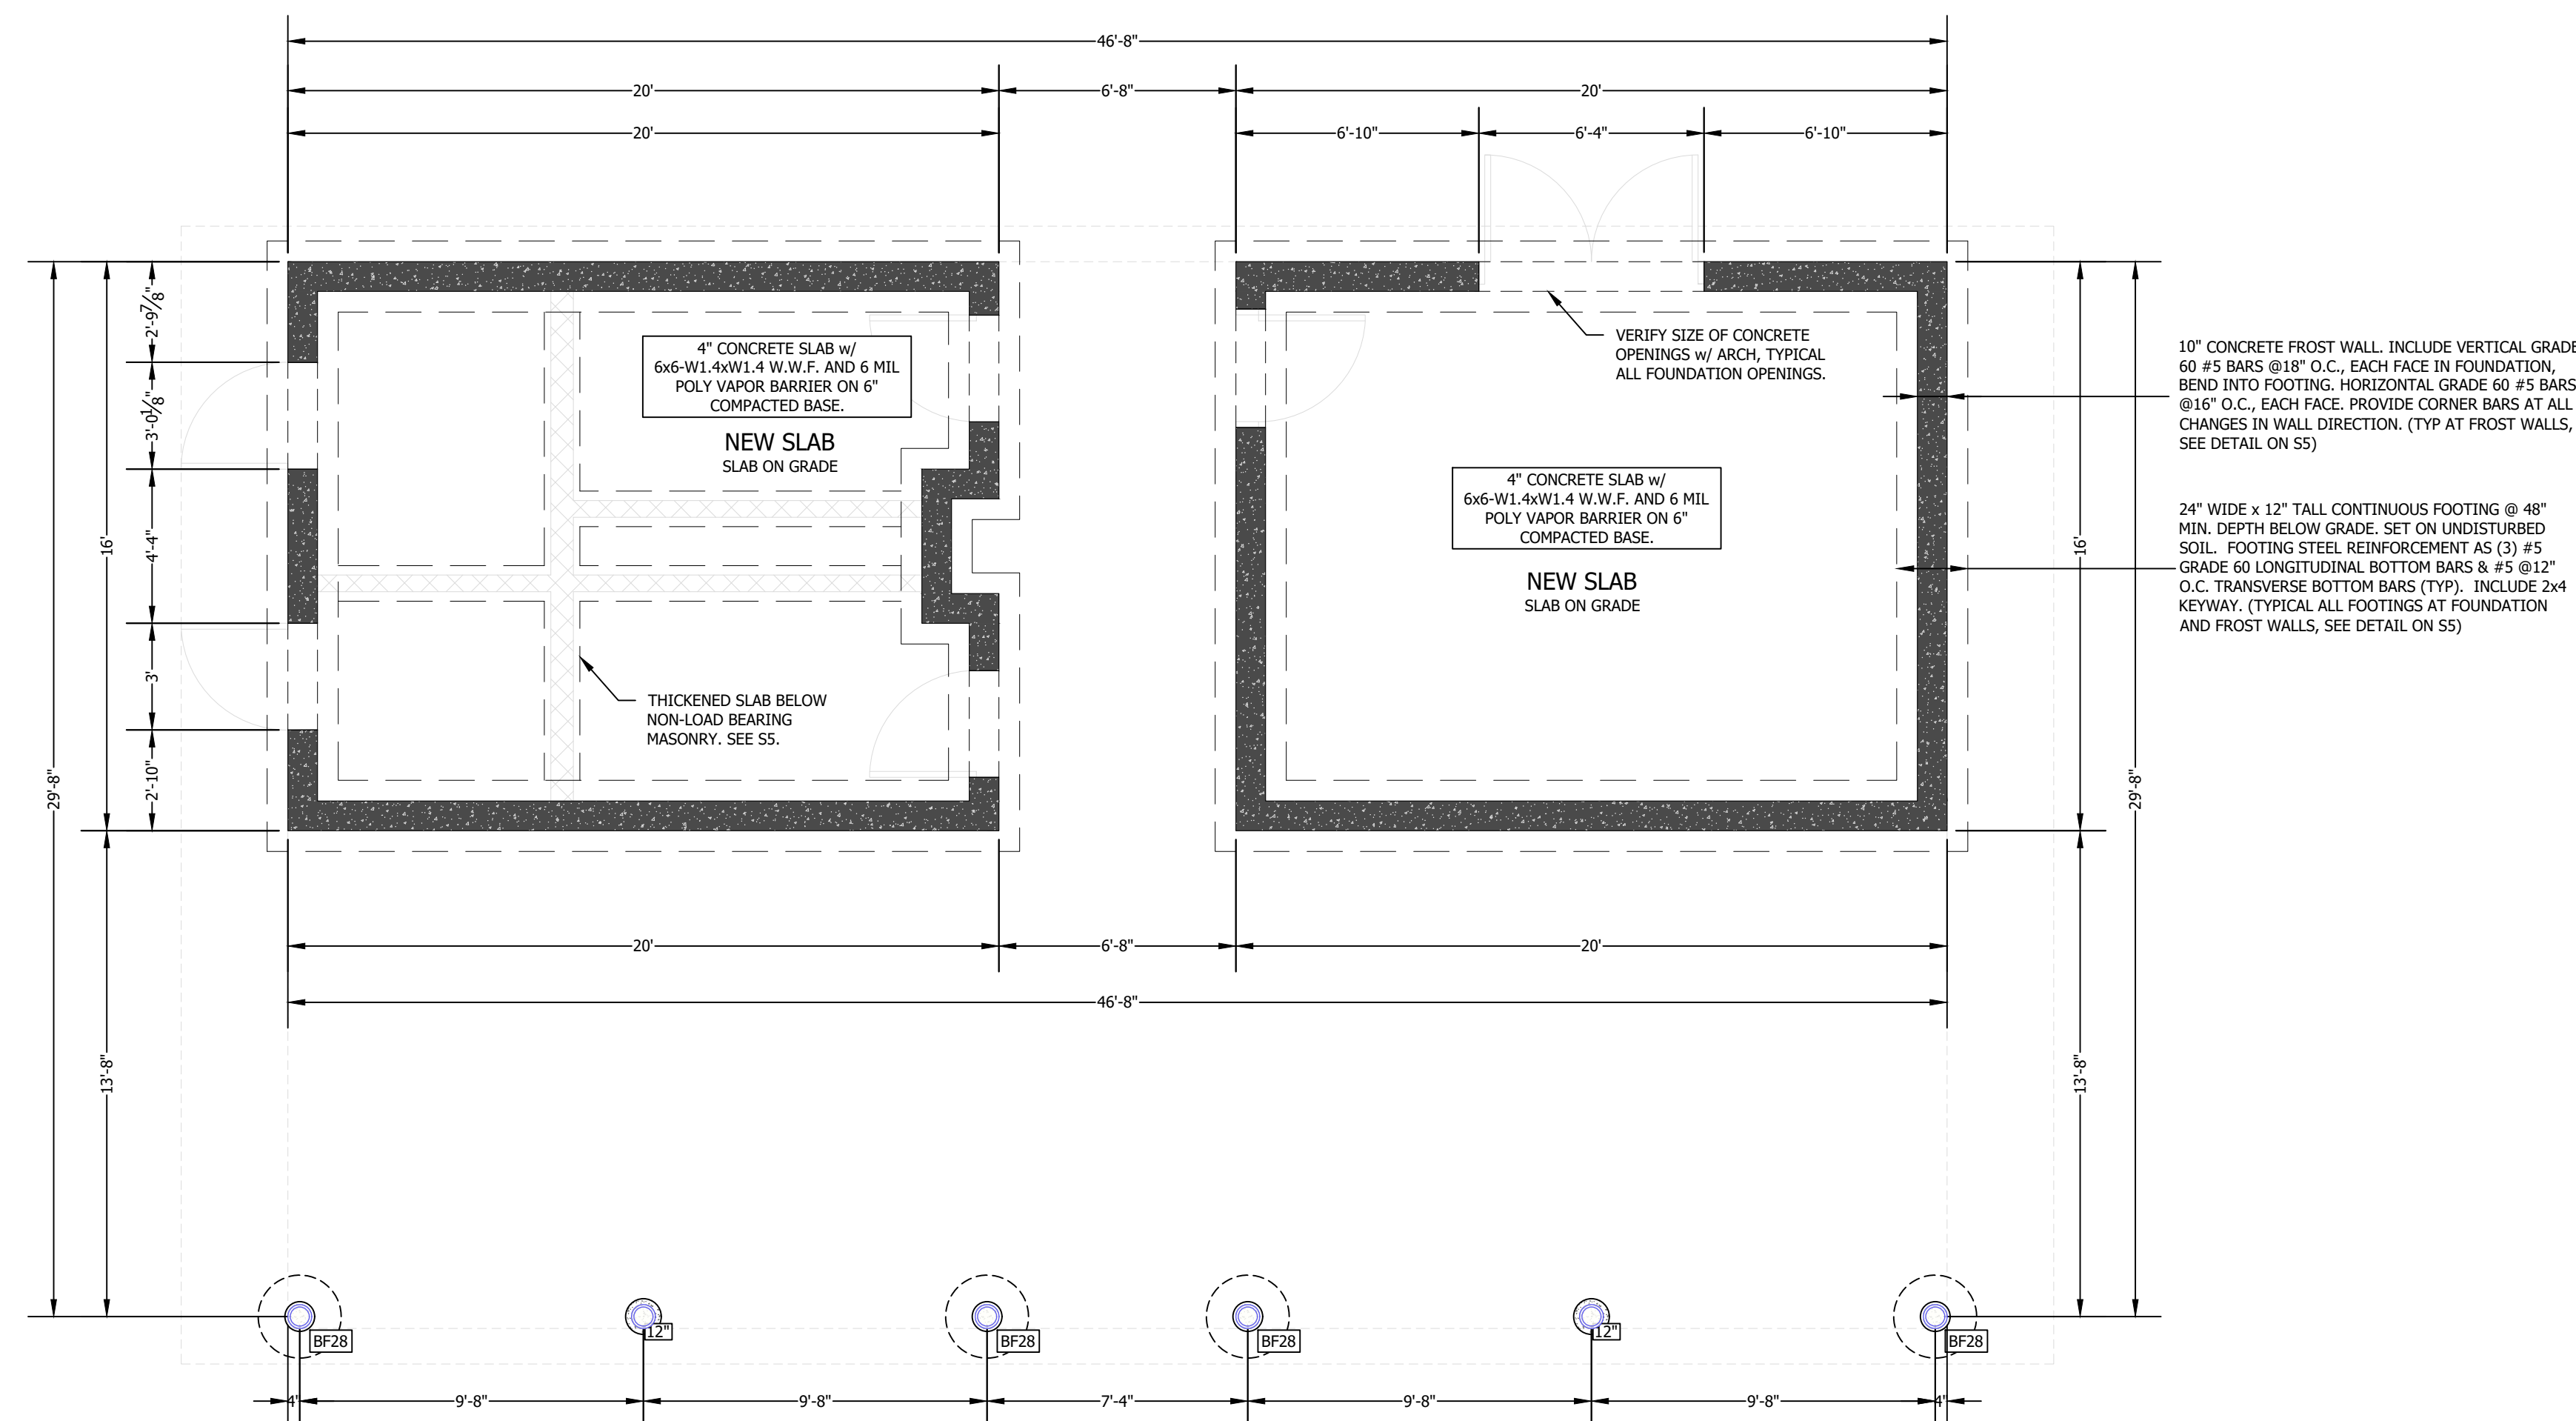 46'-8"
20'
6'-8"
20'
20'
6'-10"
6'-4"
6'-10"
2'-9 7/8"
3'-0 1/8"
4'-4"
3'
2'-10"
16'
29'-8"
13'-8"
4" CONCRETE SLAB w/
6x6-W1.4xW1.4 W.W.F. AND 6 MIL
POLY VAPOR BARRIER ON 6"
COMPACTED BASE.
NEW SLAB
SLAB ON GRADE
THICKENED SLAB BELOW
NON-LOAD BEARING
MASONRY. SEE S5.
VERIFY SIZE OF CONCRETE
OPENINGS w/ ARCH, TYPICAL
ALL FOUNDATION OPENINGS.
4" CONCRETE SLAB w/
6x6-W1.4xW1.4 W.W.F. AND 6 MIL
POLY VAPOR BARRIER ON 6"
COMPACTED BASE.
NEW SLAB
SLAB ON GRADE
16'
29'-8"
13'-8"
10" CONCRETE FROST WALL. INCLUDE VERTICAL GRADE
60 #5 BARS @18" O.C., EACH FACE IN FOUNDATION,
BEND INTO FOOTING. HORIZONTAL GRADE 60 #5 BARS
@16" O.C., EACH FACE. PROVIDE CORNER BARS AT ALL
CHANGES IN WALL DIRECTION. (TYP AT FROST WALLS,
SEE DETAIL ON S5)
24" WIDE x 12" TALL CONTINUOUS FOOTING @ 48"
MIN. DEPTH BELOW GRADE. SET ON UNDISTURBED
SOIL. FOOTING STEEL REINFORCEMENT AS (3) #5
GRADE 60 LONGITUDINAL BOTTOM BARS & #5 @12"
O.C. TRANSVERSE BOTTOM BARS (TYP). INCLUDE 2x4
KEYWAY. (TYPICAL ALL FOOTINGS AT FOUNDATION
AND FROST WALLS, SEE DETAIL ON S5)
20'
6'-8"
20'
46'-8"
BF28
12"
BF28
BF28
12"
BF28
4"
9'-8"
9'-8"
7'-4"
9'-8"
9'-8"
4"